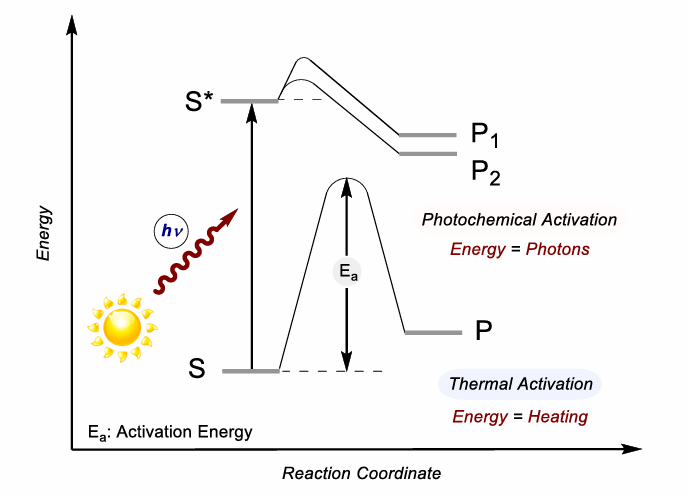 S*
P1
P2
hν
Photochemical Activation
Energy = Photons
Energy
Ea
P
S
Thermal Activation
Energy = Heating
Ea: Activation Energy
Reaction Coordinate